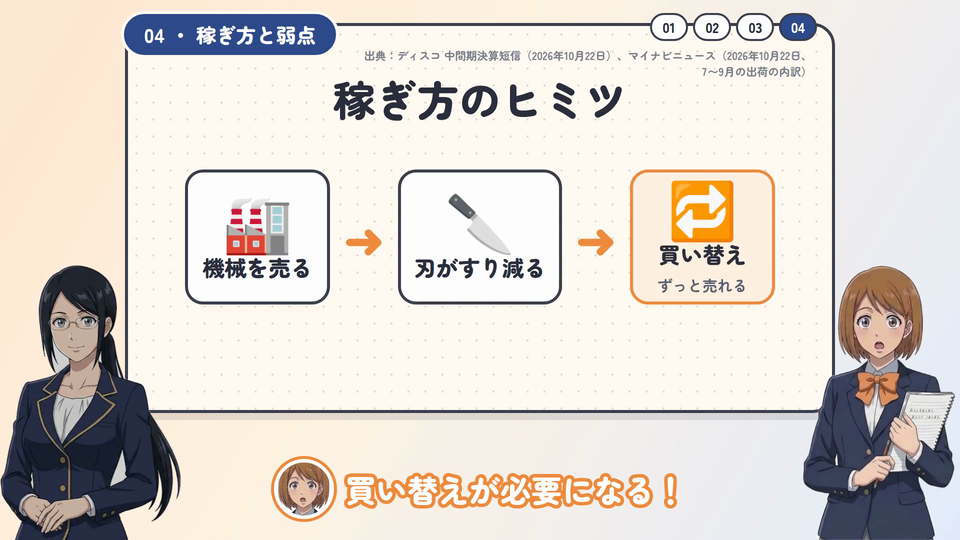 04 ・ 稼ぎ方と弱点
01 02 03 04
出典：ディスコ 中間期決算短信（2026年10月22日）、マイナビニュース（2026年10月22日、
7〜9月の出荷の内訳）
稼ぎ方のヒミツ
機械を売る
刃がすり減る
買い替え
ずっと売れる
買い替えが必要になる！